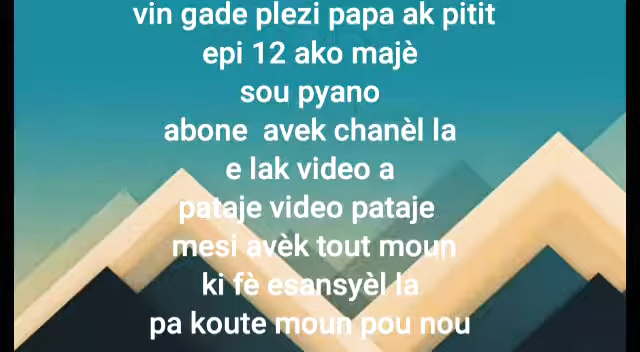 vin gade plezi papa ak pitit
epi 12 ako majè
sou pyano
abone avek chanèl la
e lak video a
pataje video pataje
mesi avèk tout moun
ki fè esansyèl la
pa koute moun pou nou